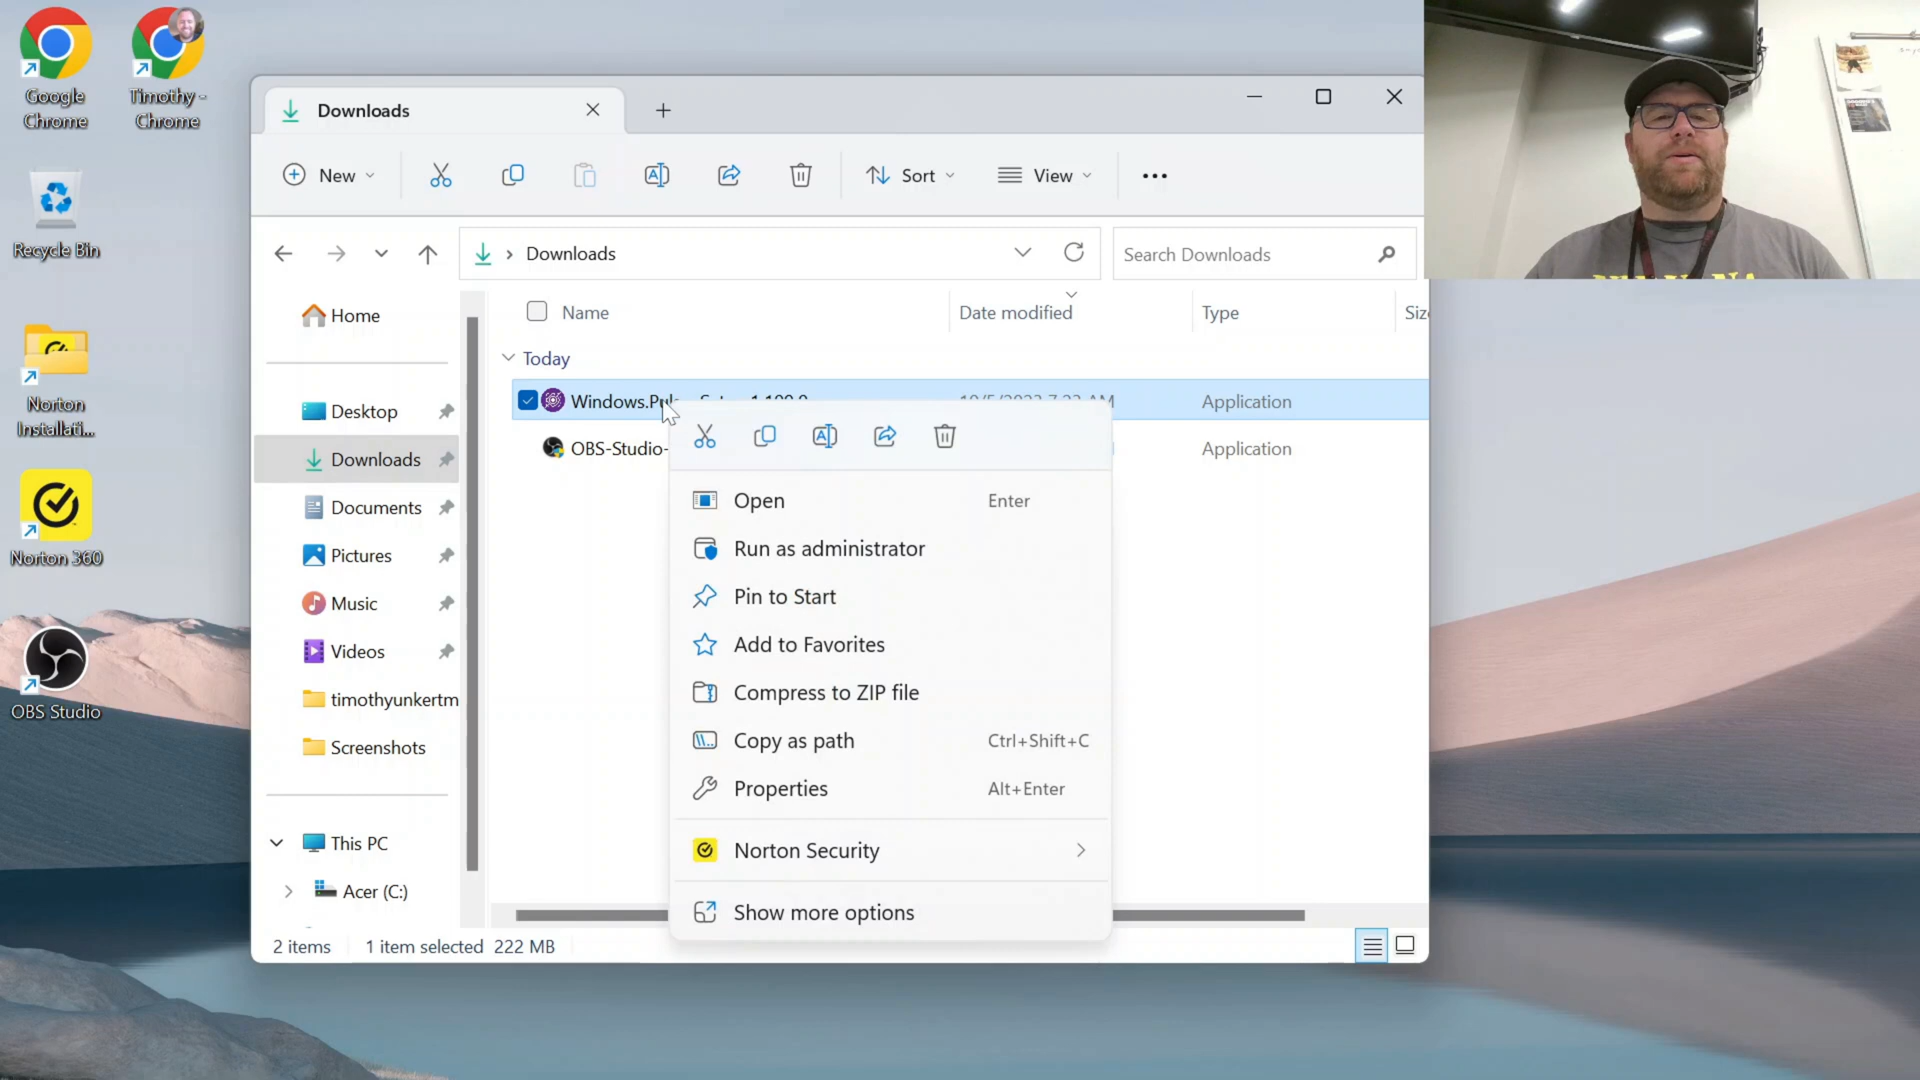 Google
Chrome
Timothy -
Chrome
Recycle Bin
Norton
Installati...
Norton 360
OBS Studio
Downloads
New
Sort
View
Downloads
Search Downloads
Home
Desktop
Downloads
Documents
Pictures
Music
Videos
timothyunkertm
Screenshots
This PC
Acer (C:)
Name
Date modified
Type
Siz
Today
Application
OBS-Studio-
Application
Open
Enter
Run as administrator
Pin to Start
Add to Favorites
Compress to ZIP file
Copy as path
Ctrl+Shift+C
Properties
Alt+Enter
Norton Security
Show more options
2 items
1 item selected
222 MB